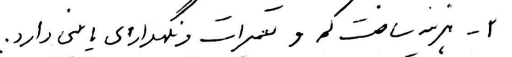 ۲- هزینه ساخت کم و تعمیرات و نگهداری پایینی دارد.